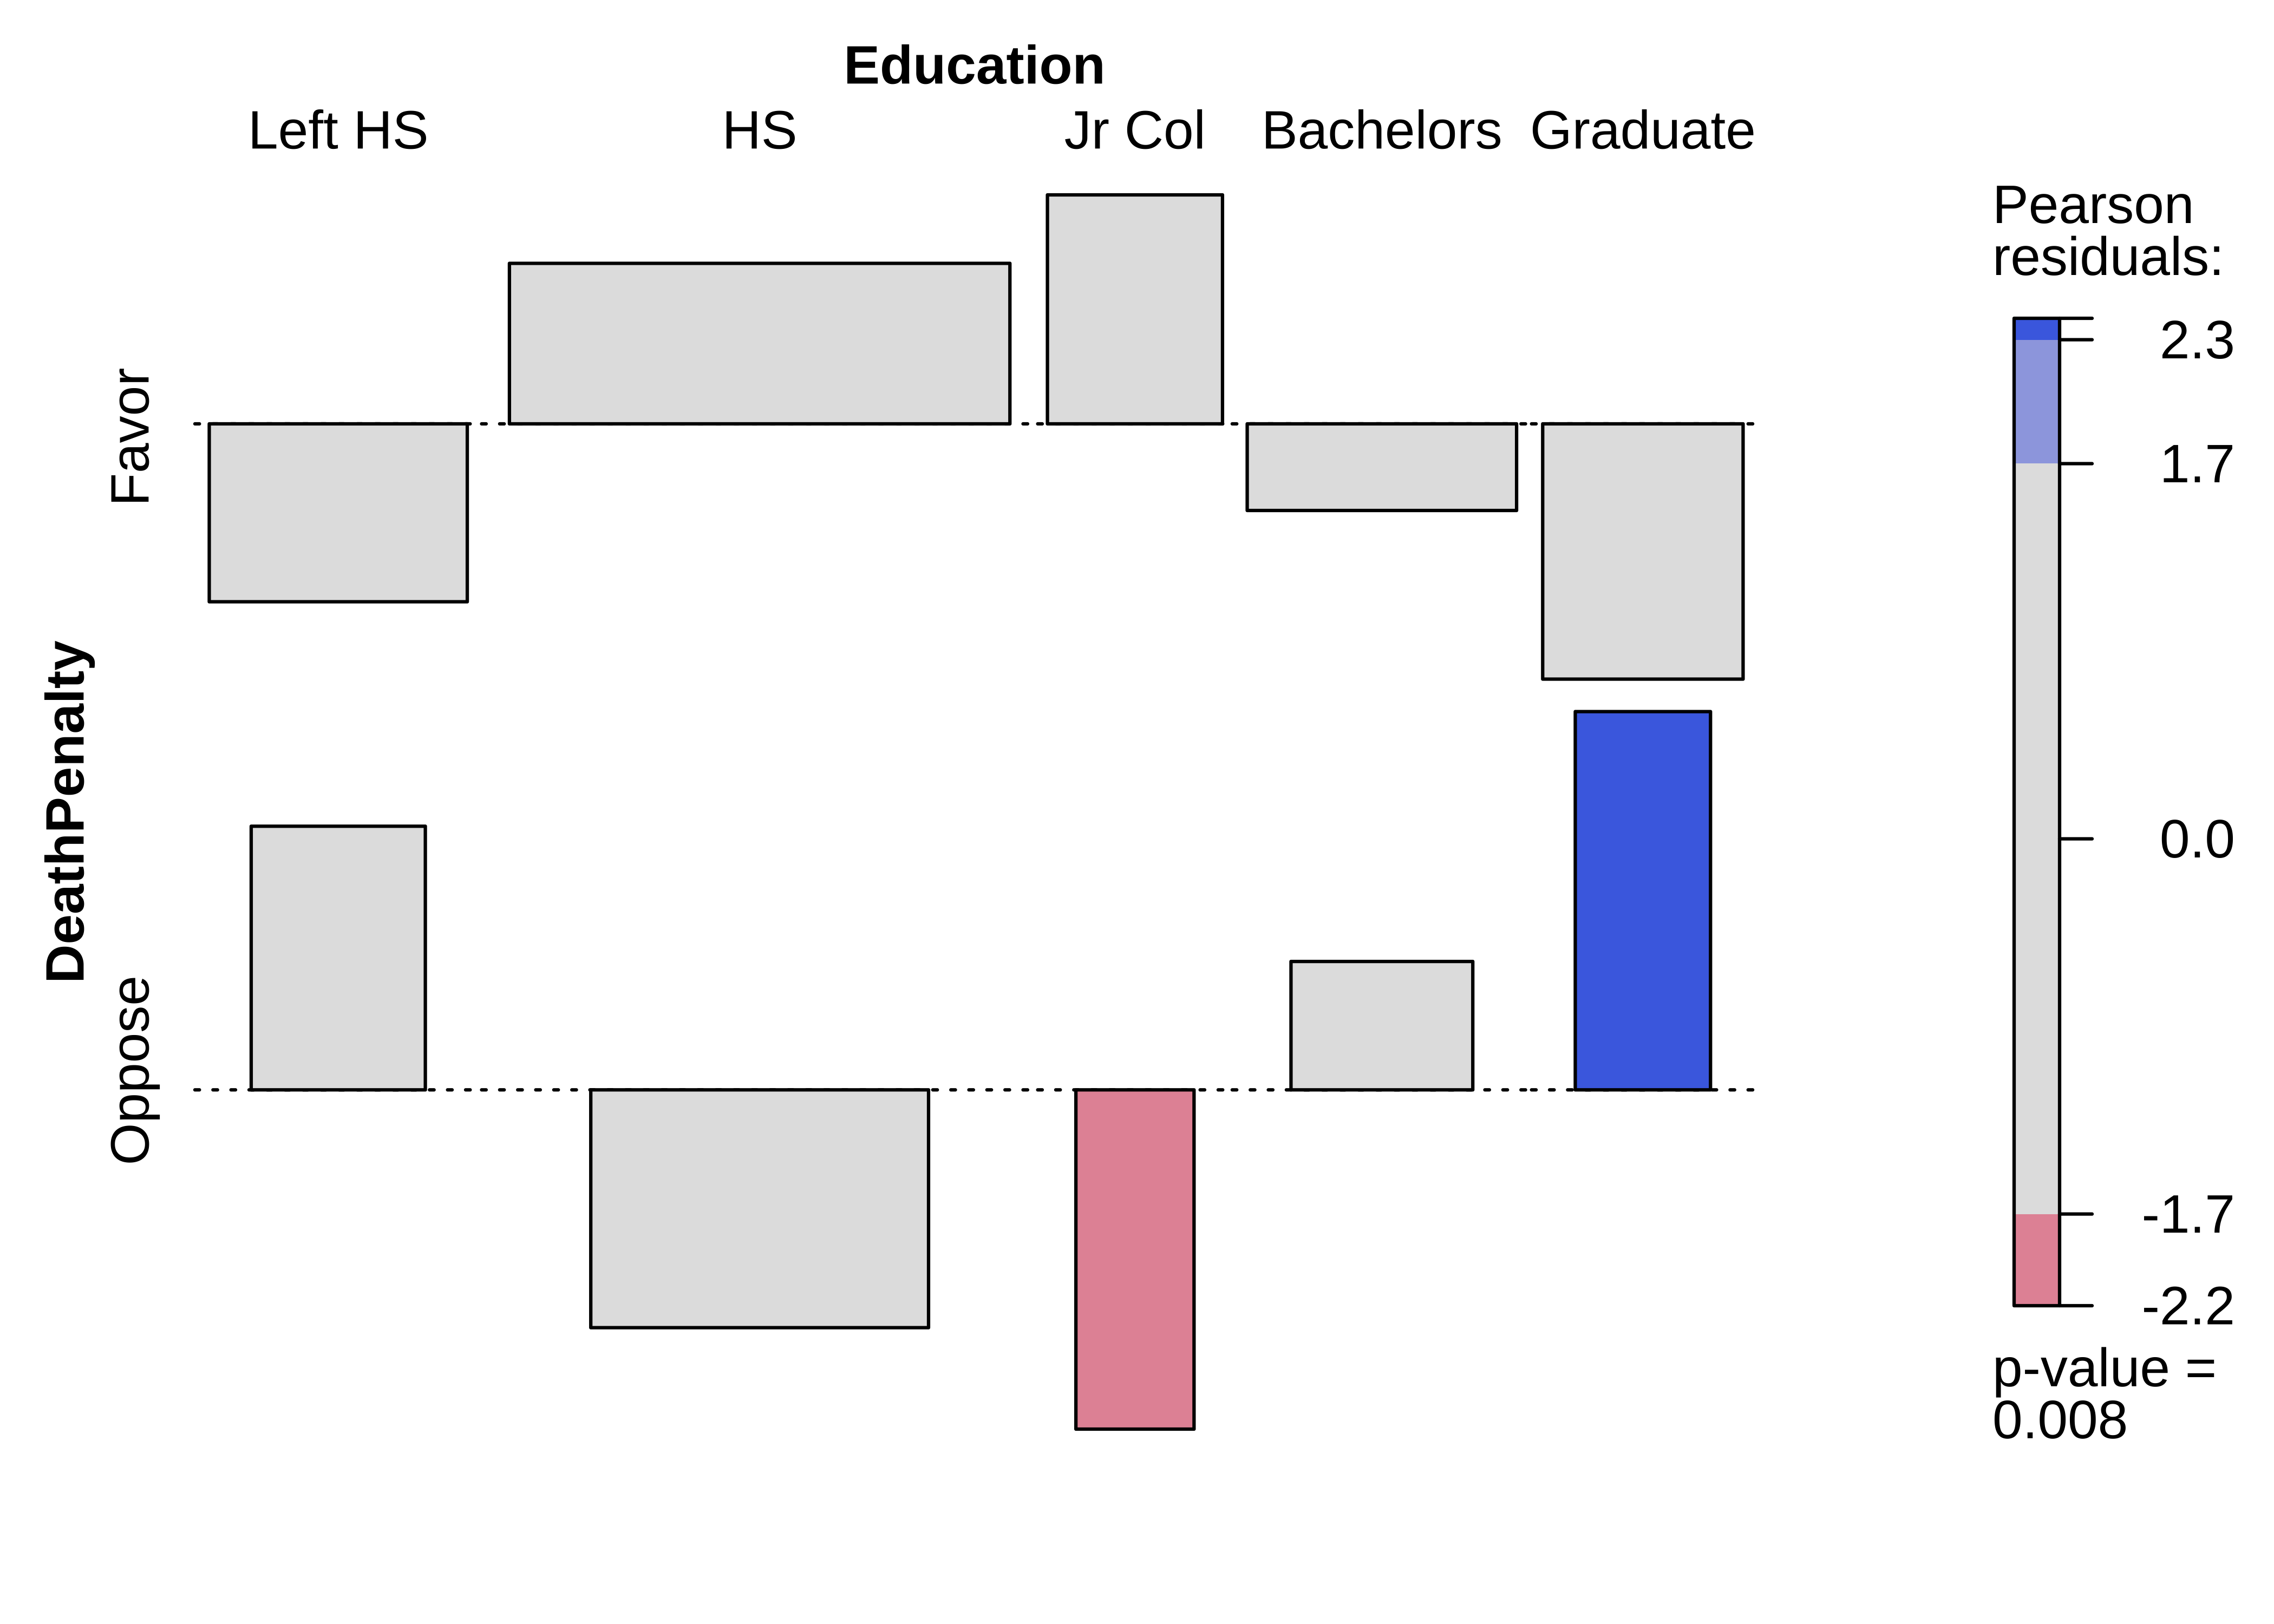 Education
Left HS HS Jr Col Bachelors Graduate
DeathPenalty
Favor
Oppose
Pearson
residuals:
2.3
1.7
0.0
-1.7
-2.2
p-value =
0.008